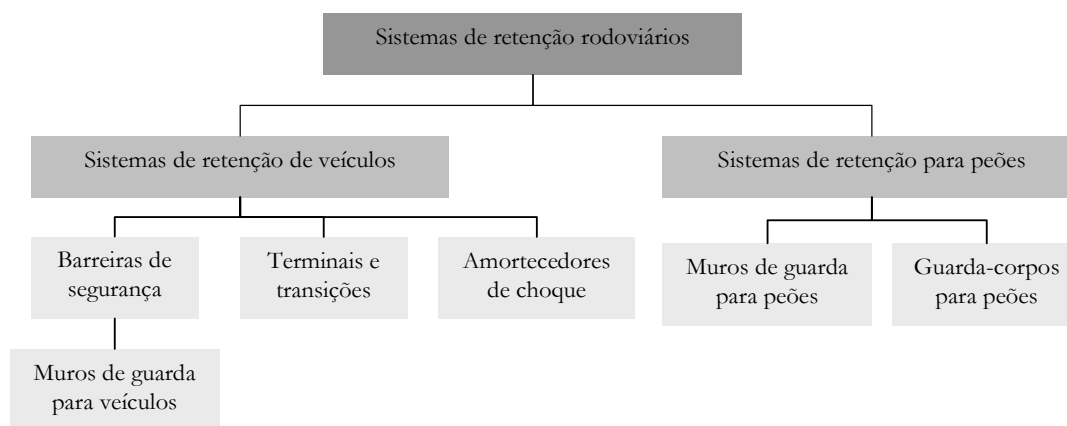 Sistemas de retenção rodoviários
Sistemas de retenção de veículos
Sistemas de retenção para peões
Barreiras de
segurança
Terminais e
transições
Amortecedores
de choque
Muros de guarda
para peões
Guarda-corpos
para peões
Muros de guarda
para veículos